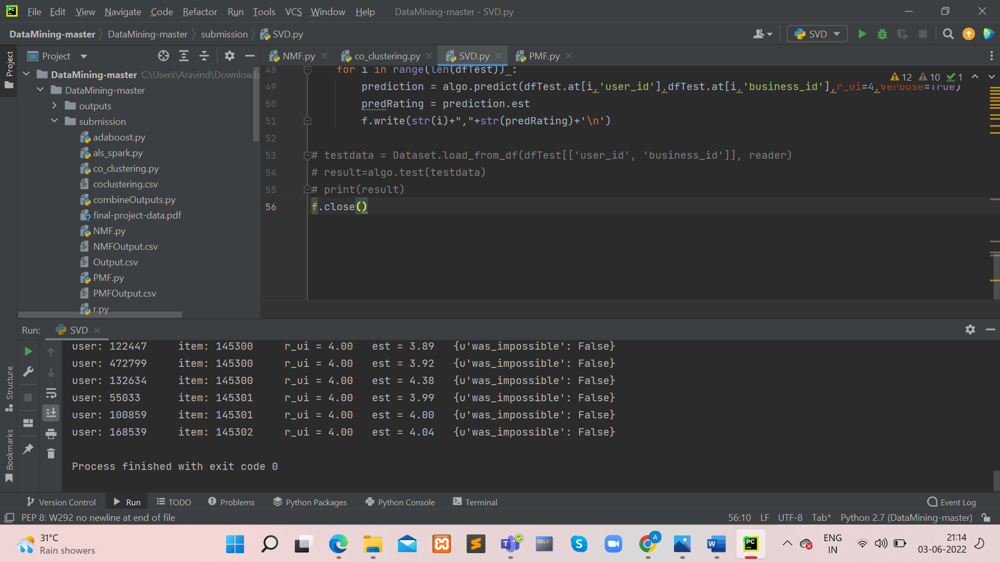 File Edit View Navigate Code Refactor Run Tools VCS Window Help DataMining-master - SVD.py
DataMining-master DataMining-master submission SVD.py
SVD
Project
NMF.py co_clustering.py SVD.py PMF.py
Project
DataMining-master C:\Users\Aravind\Downloads
DataMining-master
outputs
submission
adaboost.py
als_spark.py
co_clustering.py
coclustering.csv
combineOutputs.py
final-project-data.pdf
NMF.py
NMFOutput.csv
Output.csv
PMF.py
PMFOutput.csv
r.py
12 10 1
48 for i in range(len(dfTest)) :
49 prediction = algo.predict(dfTest.at[i,'user_id'],dfTest.at[i,'business_id'],r_ui=4,verbose=True)
50 predRating = prediction.est
51 f.write(str(i)+","+str(predRating)+'\n')
52
53 # testdata = Dataset.load_from_df(dfTest[['user_id', 'business_id']], reader)
54 # result=algo.test(testdata)
55 # print(result)
56 f.close()
Run: SVD
user: 122447 item: 145300 r_ui = 4.00 est = 3.89 {u'was_impossible': False}
user: 472799 item: 145300 r_ui = 4.00 est = 3.92 {u'was_impossible': False}
user: 132634 item: 145300 r_ui = 4.00 est = 4.38 {u'was_impossible': False}
user: 55033 item: 145301 r_ui = 4.00 est = 3.99 {u'was_impossible': False}
user: 100859 item: 145301 r_ui = 4.00 est = 4.00 {u'was_impossible': False}
user: 168539 item: 145302 r_ui = 4.00 est = 4.04 {u'was_impossible': False}
Process finished with exit code 0
Structure
Bookmarks
Version Control Run TODO Problems Python Packages Python Console Terminal Event Log
PEP 8: W292 no newline at end of file 56:10 LF UTF-8 Tab* Python 2.7 (DataMining-master)
31°C
Rain showers
ENG
IN
21:14
03-06-2022